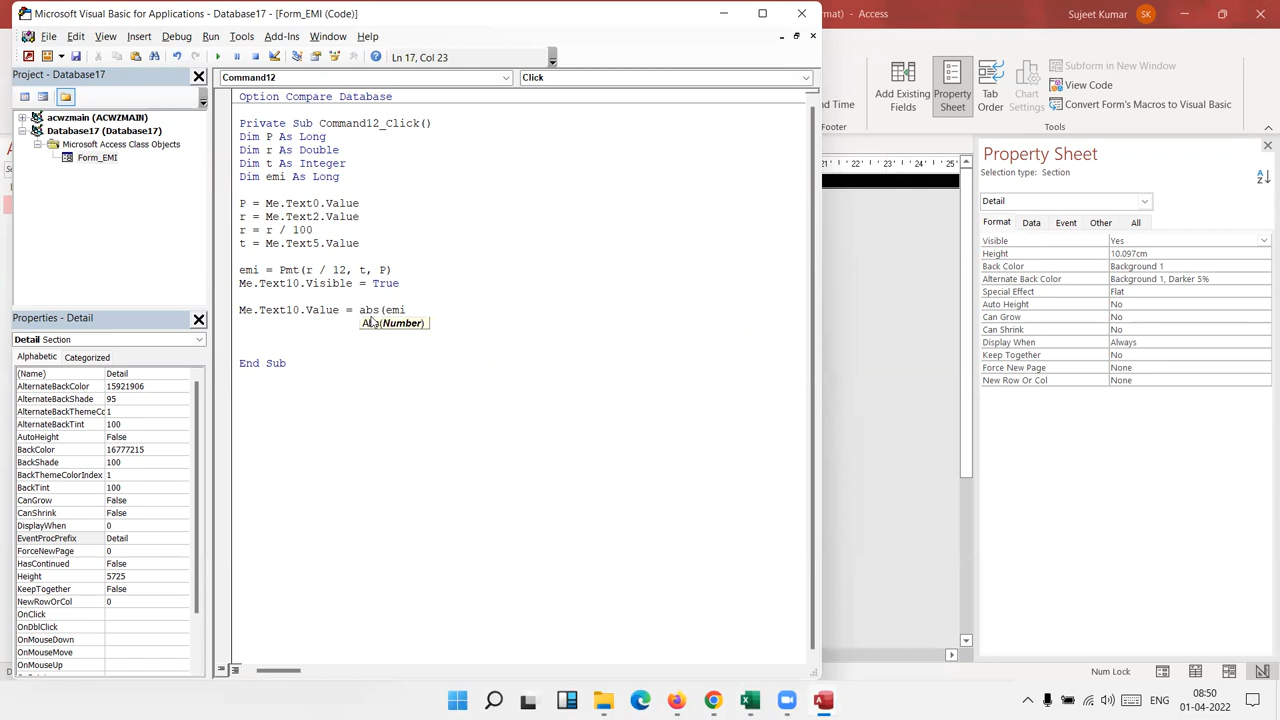 Microsoft Visual Basic for Applications - Database17 - [Form_EMI (Code)]
Access
Sujeet Kumar
SK
File Edit View Insert Debug Run Tools Add-Ins Window Help
Ln 17, Col 23
Project - Database17
acwzmain (ACWZMAIN)
Database17 (Database17)
Microsoft Access Class Objects
Form_EMI
Command12
Click
Option Compare Database
Private Sub Command12_Click()
Dim P As Long
Dim r As Double
Dim t As Integer
Dim emi As Long
P = Me.Text0.Value
r = Me.Text2.Value
r = r / 100
t = Me.Text5.Value
emi = Pmt(r / 12, t, P)
Me.Text10.Visible = True
Me.Text10.Value = abs(emi
Abs(Number)
End Sub
Properties - Detail
Detail Section
Alphabetic Categorized
(Name) Detail
AlternateBackColor 15921906
AlternateBackShade 95
AlternateBackThemeCo 1
AlternateBackTint 100
AutoHeight False
BackColor 16777215
BackShade 100
BackThemeColorIndex 1
BackTint 100
CanGrow False
CanShrink False
DisplayWhen 0
EventProcPrefix Detail
ForceNewPage 0
HasContinued False
Height 5725
KeepTogether False
NewRowOrCol 0
OnClick
OnDblClick
OnMouseDown
OnMouseMove
OnMouseUp
Add Existing Fields
Property Sheet
Tab Order
Chart Settings
Subform in New Window
View Code
Convert Form's Macros to Visual Basic
Tools
nd Time
Footer
21 22 23 24 25
Property Sheet
Selection type: Section
Detail
Format Data Event Other All
Visible Yes
Height 10.097cm
Back Color Background 1
Alternate Back Color Background 1, Darker 5%
Special Effect Flat
Auto Height No
Can Grow No
Can Shrink No
Display When Always
Keep Together No
Force New Page None
New Row Or Col None
Num Lock
ENG
08:50
01-04-2022